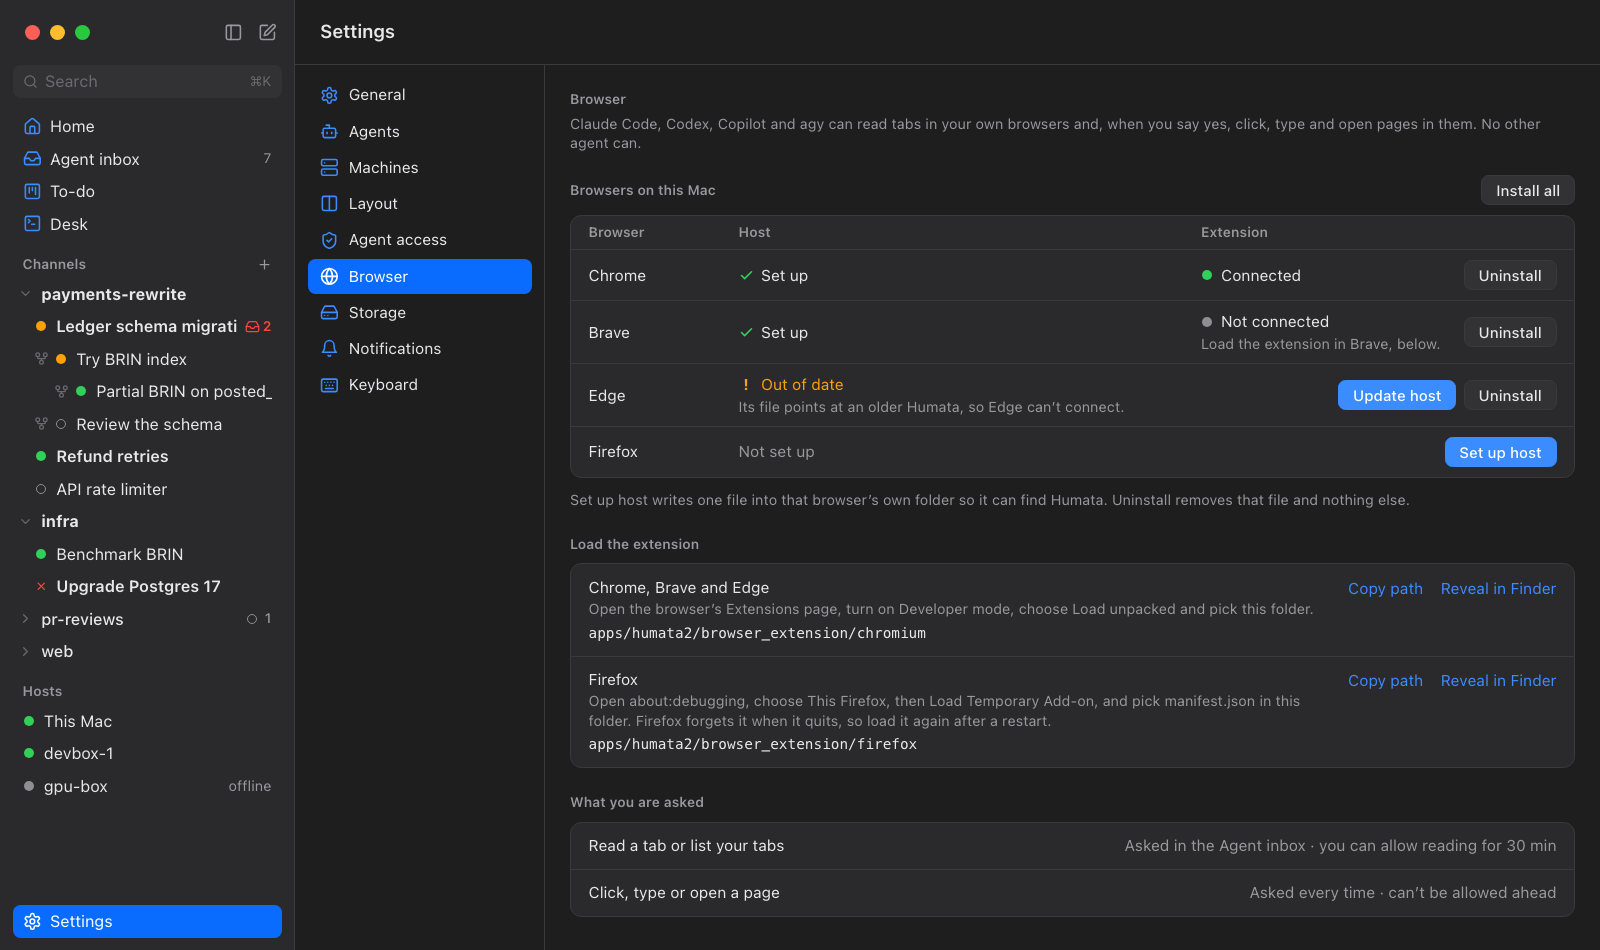 Settings
Search ⌘K
Home
Agent inbox 7
To-do
Desk
Channels
payments-rewrite
Ledger schema migrati 2
Try BRIN index
Partial BRIN on posted_
Review the schema
Refund retries
API rate limiter
infra
Benchmark BRIN
Upgrade Postgres 17
pr-reviews 1
web
Hosts
This Mac
devbox-1
gpu-box offline
Settings
General
Agents
Machines
Layout
Agent access
Browser
Storage
Notifications
Keyboard
Browser
Claude Code, Codex, Copilot and agy can read tabs in your own browsers and, when you say yes, click, type and open pages in them. No other
agent can.
Browsers on this Mac Install all
Browser Host Extension
Chrome Set up Connected Uninstall
Brave Set up Not connected Uninstall
Load the extension in Brave, below.
Edge ! Out of date Update host Uninstall
Its file points at an older Humata, so Edge can’t connect.
Firefox Not set up Set up host
Set up host writes one file into that browser’s own folder so it can find Humata. Uninstall removes that file and nothing else.
Load the extension
Chrome, Brave and Edge Copy path Reveal in Finder
Open the browser’s Extensions page, turn on Developer mode, choose Load unpacked and pick this folder.
apps/humata2/browser_extension/chromium
Firefox Copy path Reveal in Finder
Open about:debugging, choose This Firefox, then Load Temporary Add-on, and pick manifest.json in this
folder. Firefox forgets it when it quits, so load it again after a restart.
apps/humata2/browser_extension/firefox
What you are asked
Read a tab or list your tabs Asked in the Agent inbox · you can allow reading for 30 min
Click, type or open a page Asked every time · can’t be allowed ahead